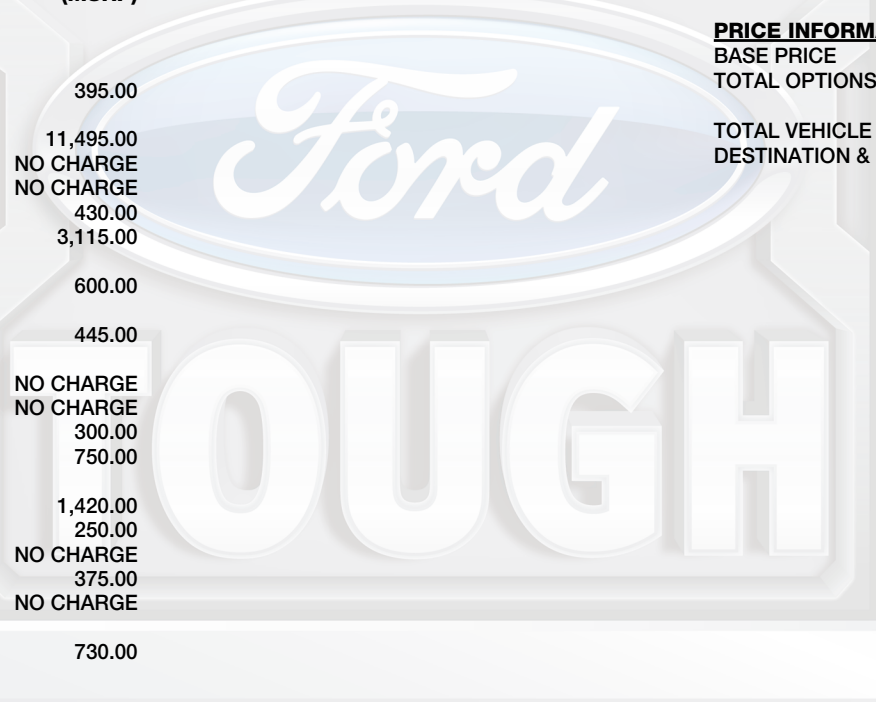 (MSRP)
395.00
11,495.00
NO CHARGE
NO CHARGE
430.00
3,115.00
600.00
445.00
NO CHARGE
NO CHARGE
300.00
750.00
1,420.00
250.00
NO CHARGE
375.00
NO CHARGE
730.00
PRICE INFORMA
BASE PRICE
TOTAL OPTIONS
TOTAL VEHICLE
DESTINATION &
Ford
TOUGH